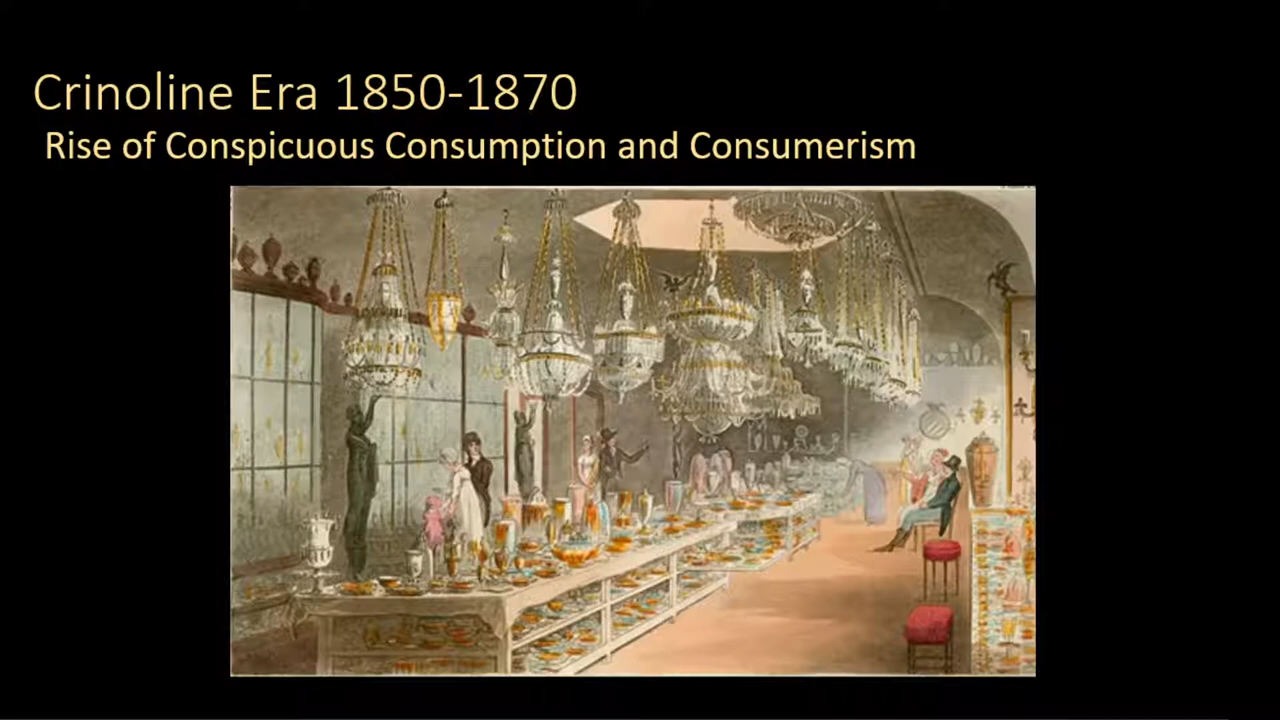 Crinoline Era 1850-1870
Rise of Conspicuous Consumption and Consumerism